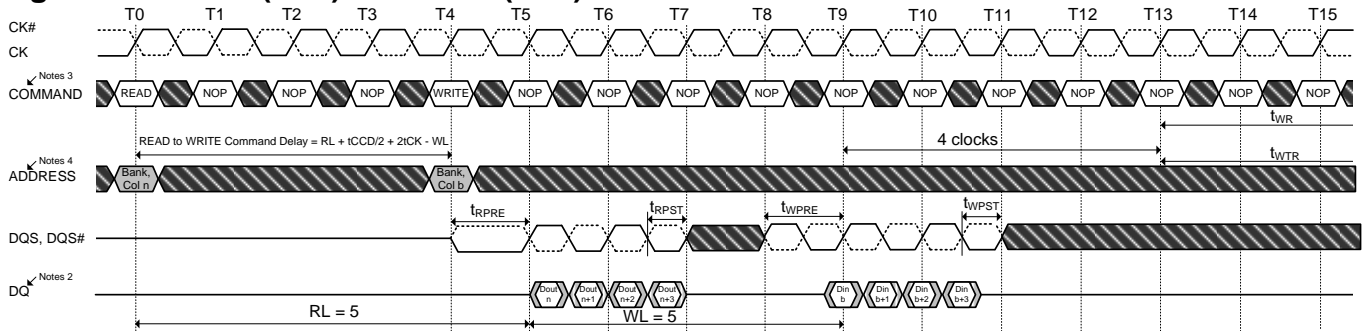 T0 T1 T2 T3 T4 T5 T6 T7 T8 T9 T10 T11 T12 T13 T14 T15
CK#
CK
Notes 3
COMMAND READ NOP NOP NOP WRITE NOP NOP NOP NOP NOP NOP NOP NOP NOP NOP NOP
tWR
READ to WRITE Command Delay = RL + tCCD/2 + 2tCK - WL
4 clocks
tWTR
Notes 4
ADDRESS Bank, Col n Bank, Col b
tRPRE tRPST tWPRE tWPST
DQS, DQS#
Notes 2
DQ Dout n Dout n+1 Dout n+2 Dout n+3 Din b Din b+1 Din b+2 Din b+3
RL = 5 WL = 5